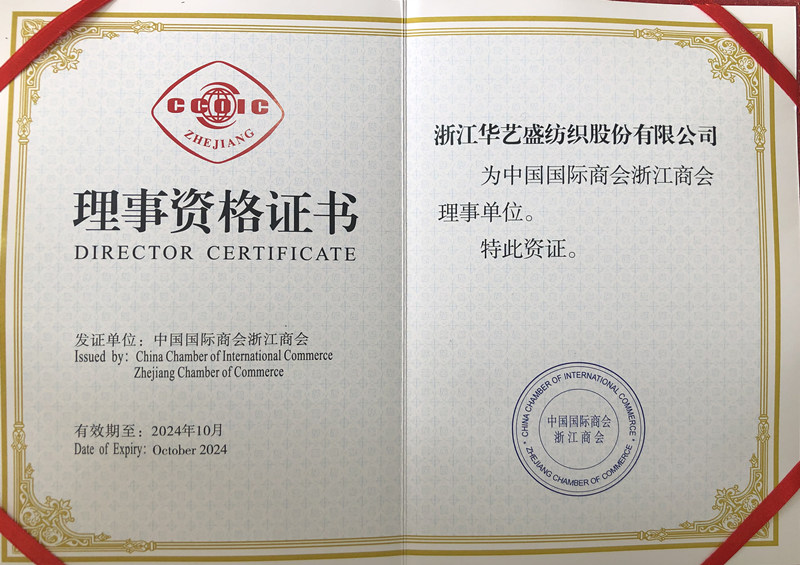 CCOIC
ZHEJIANG
理事资格证书
DIRECTOR CERTIFICATE
发证单位：中国国际商会浙江商会
Issued by: China Chamber of International Commerce
Zhejiang Chamber of Commerce
有效期至：2024年10月
Date of Expiry: October 2024
浙江华艺盛纺织股份有限公司
为中国国际商会浙江商会
理事单位。
特此资证。
CHINA CHAMBER OF INTERNATIONAL COMMERCE
中国国际商会
浙江商会
ZHEJIANG CHAMBER OF COMMERCE